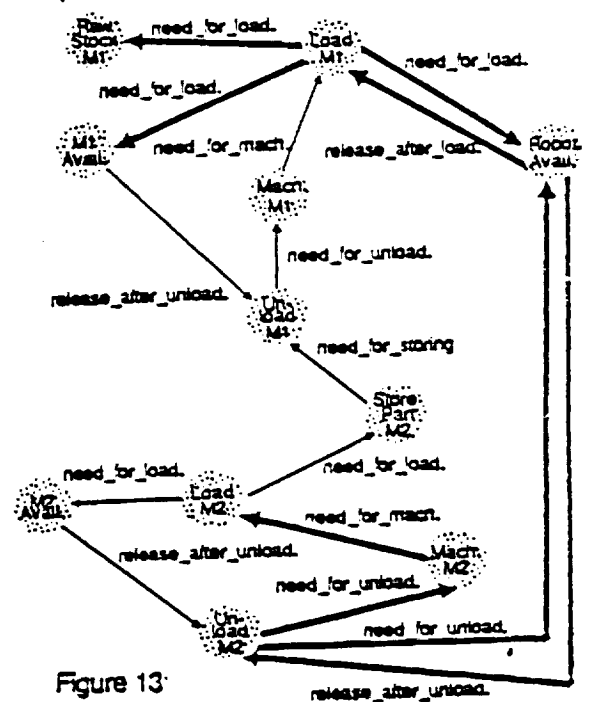 Raw
Stock
M1
need_for_load.
Load
M1
need_for_load.
need_for_load.
M1
Avail.
need_for_mach.
release_after_load.
Robot
Avail.
Mach.
M1
need_for_unload.
release_after_unload.
Un-
load
M1
need_for_storing
Store
Part
M2
need_for_load.
need_for_load.
M2
Avail.
Load
M2
need_for_mach.
release_after_unload.
Mach.
M2
need_for_unload.
Un-
load
M2
need_for_unload.
Figure 13
release_after_unload.